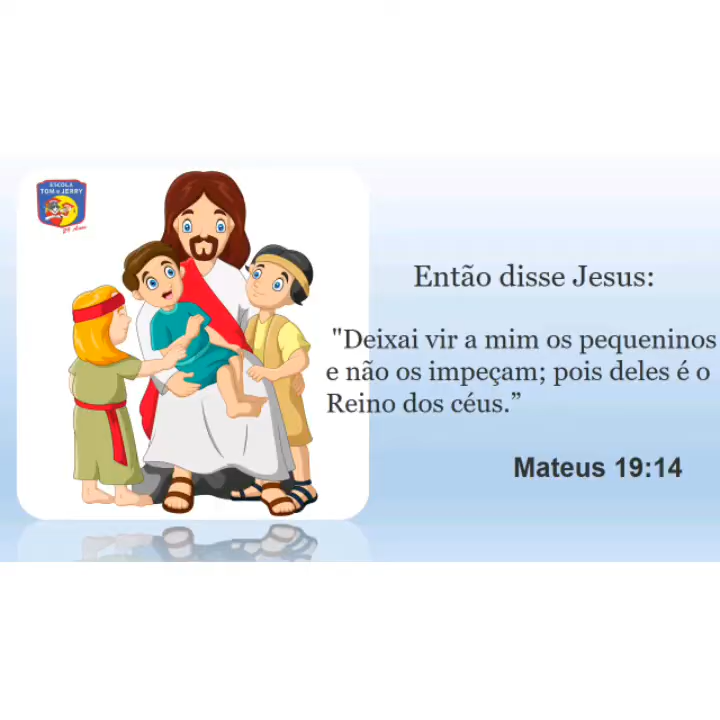 ESCOLA
TOM e JERRY
Então disse Jesus:
"Deixai vir a mim os pequeninos
e não os impeçam; pois deles é o
Reino dos céus.”
Mateus 19:14